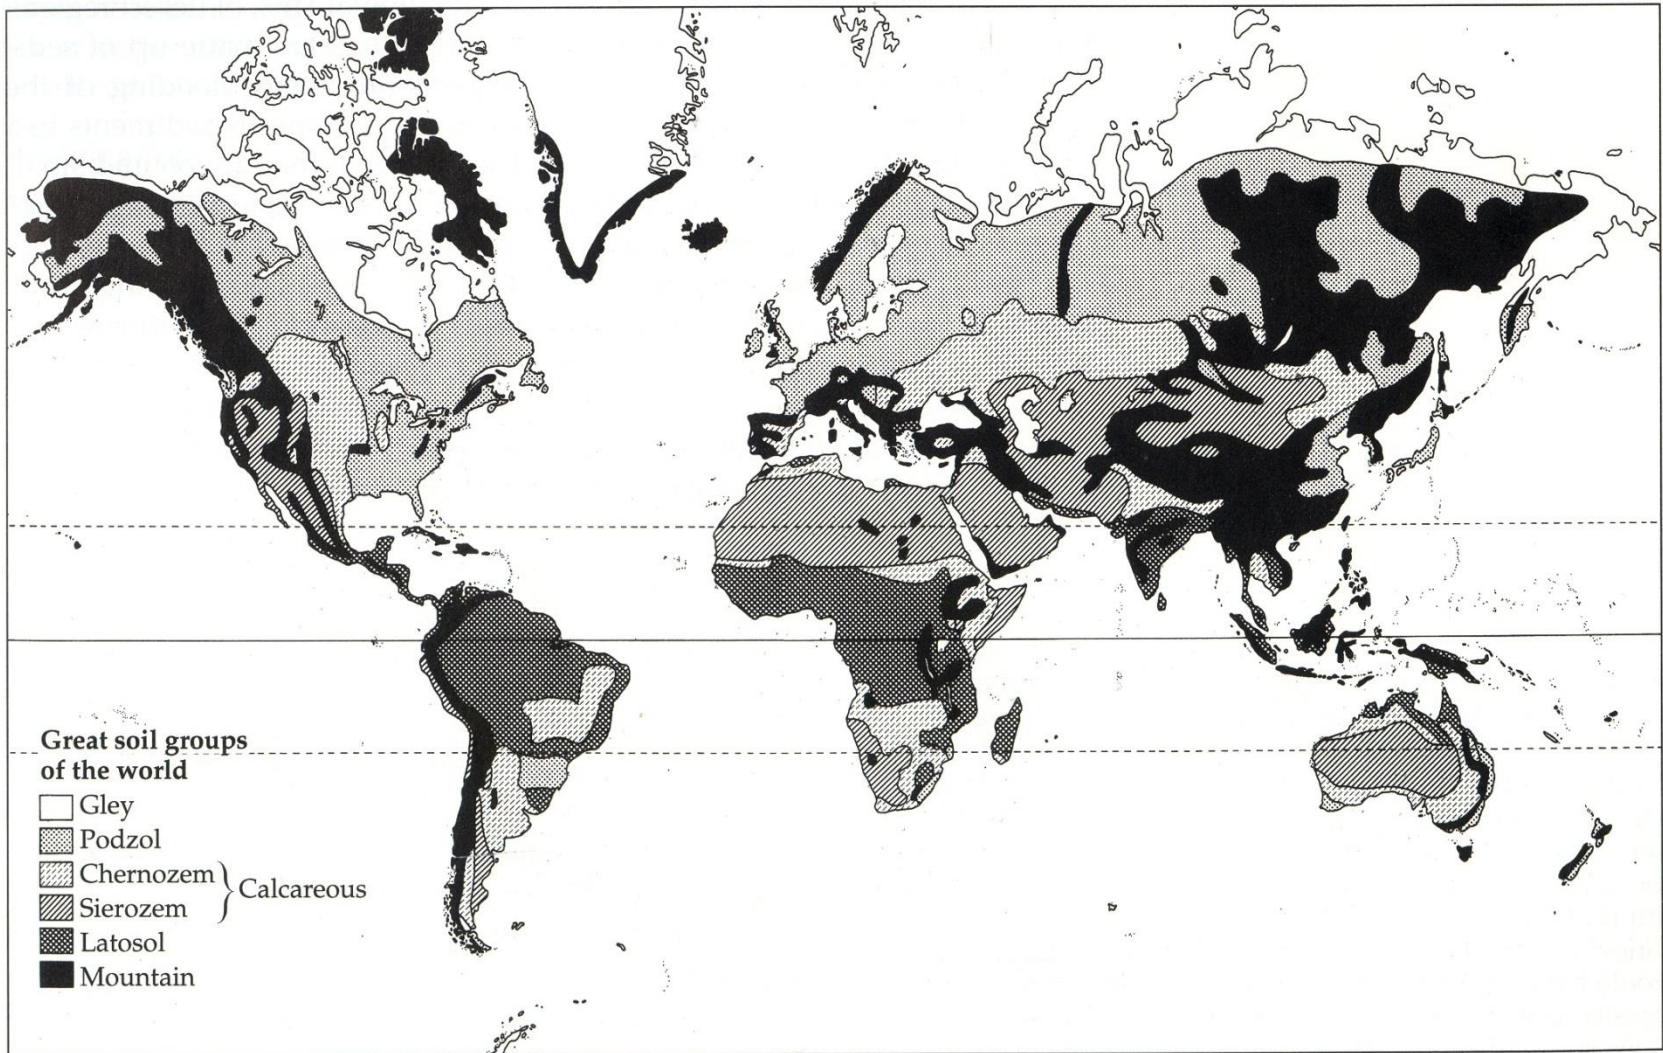 Great soil groups
of the world
Gley
Podzol
Chernozem
Calcareous
Sierozem
Latosol
Mountain